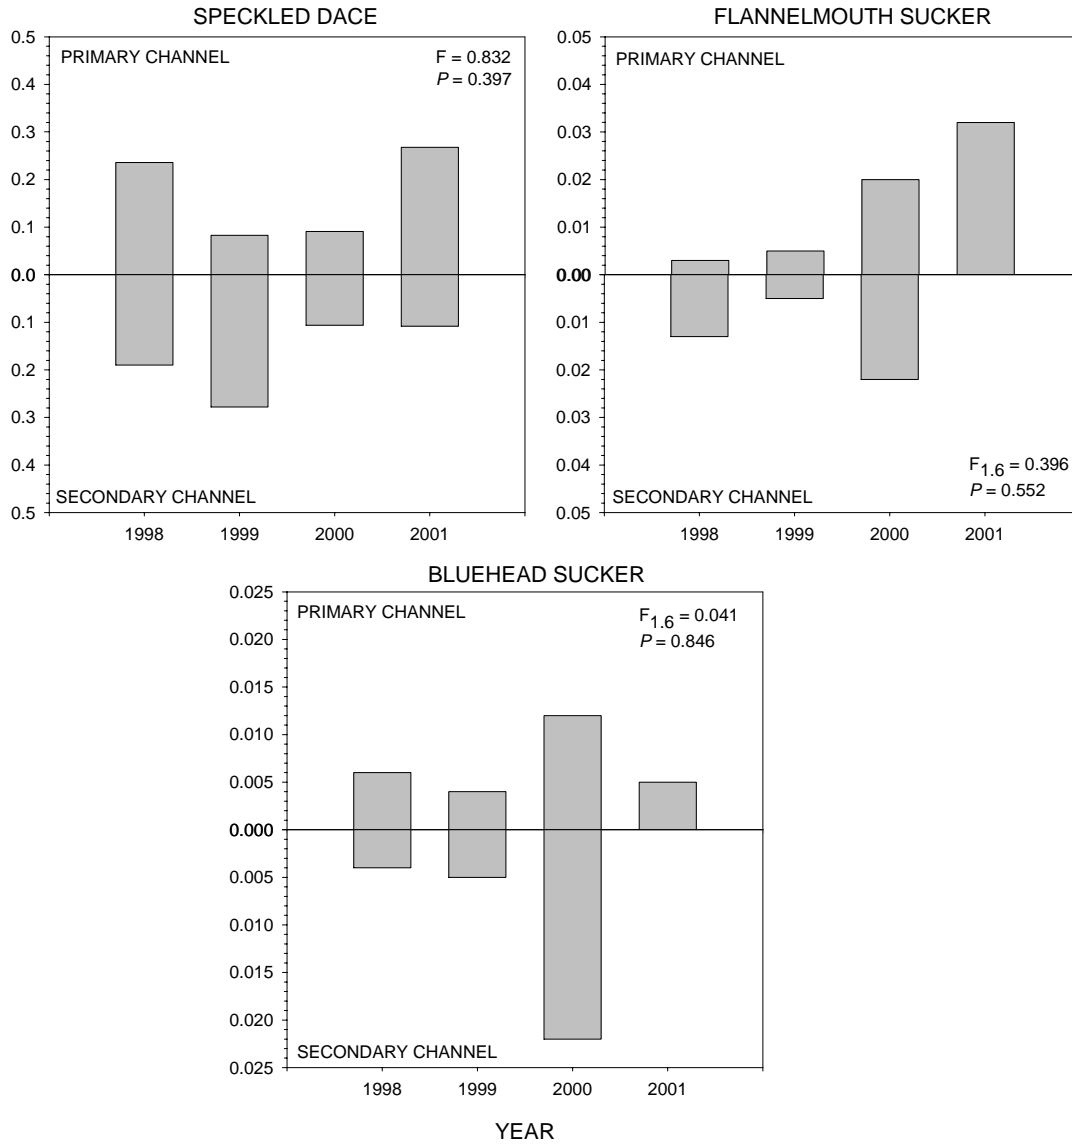 SPECKLED DACE
PRIMARY CHANNEL
F = 0.832
P = 0.397
0.5
0.4
0.3
0.2
0.1
0.0
0.1
0.2
0.3
0.4
0.5
SECONDARY CHANNEL
1998 1999 2000 2001
FLANNELMOUTH SUCKER
PRIMARY CHANNEL
0.05
0.04
0.03
0.02
0.01
0.00
0.01
0.02
0.03
0.04
0.05
F1.6 = 0.396
P = 0.552
SECONDARY CHANNEL
1998 1999 2000 2001
BLUEHEAD SUCKER
PRIMARY CHANNEL
F1.6 = 0.041
P = 0.846
0.025
0.020
0.015
0.010
0.005
0.000
0.005
0.010
0.015
0.020
0.025
SECONDARY CHANNEL
1998 1999 2000 2001
YEAR